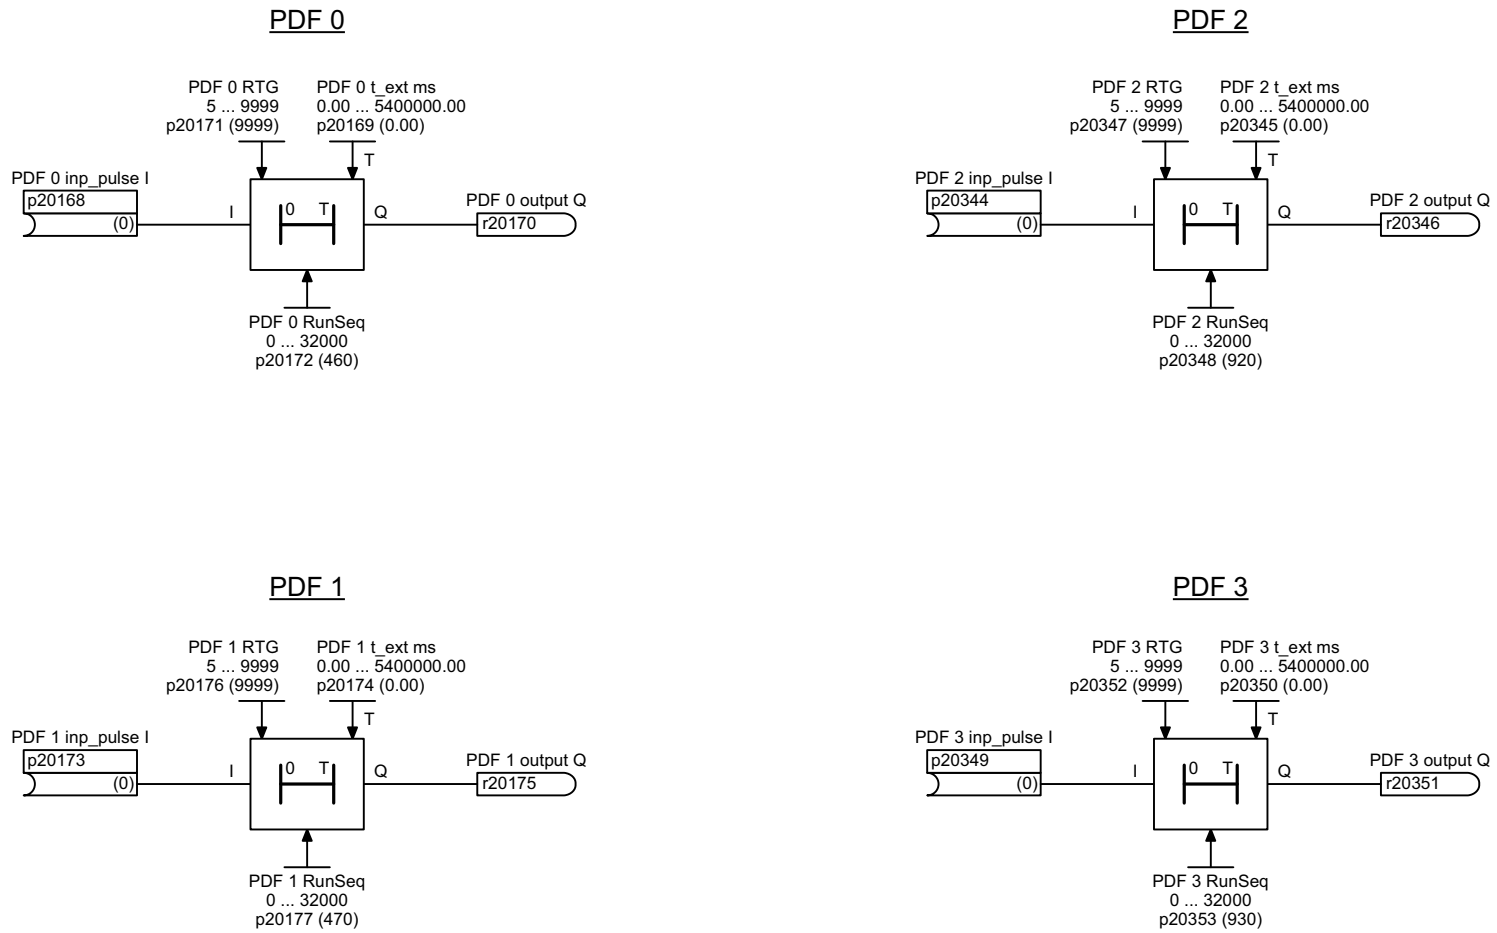 PDF 0
PDF 0 RTG
5 ... 9999
p20171 (9999)
PDF 0 t_ext ms
0.00 ... 5400000.00
p20169 (0.00)
T
PDF 0 inp_pulse I
p20168
(0)
I
0 T
Q
PDF 0 output Q
r20170
PDF 0 RunSeq
0 ... 32000
p20172 (460)
PDF 2
PDF 2 RTG
5 ... 9999
p20347 (9999)
PDF 2 t_ext ms
0.00 ... 5400000.00
p20345 (0.00)
T
PDF 2 inp_pulse I
p20344
(0)
I
0 T
Q
PDF 2 output Q
r20346
PDF 2 RunSeq
0 ... 32000
p20348 (920)
PDF 1
PDF 1 RTG
5 ... 9999
p20176 (9999)
PDF 1 t_ext ms
0.00 ... 5400000.00
p20174 (0.00)
T
PDF 1 inp_pulse I
p20173
(0)
I
0 T
Q
PDF 1 output Q
r20175
PDF 1 RunSeq
0 ... 32000
p20177 (470)
PDF 3
PDF 3 RTG
5 ... 9999
p20352 (9999)
PDF 3 t_ext ms
0.00 ... 5400000.00
p20350 (0.00)
T
PDF 3 inp_pulse I
p20349
(0)
I
0 T
Q
PDF 3 output Q
r20351
PDF 3 RunSeq
0 ... 32000
p20353 (930)